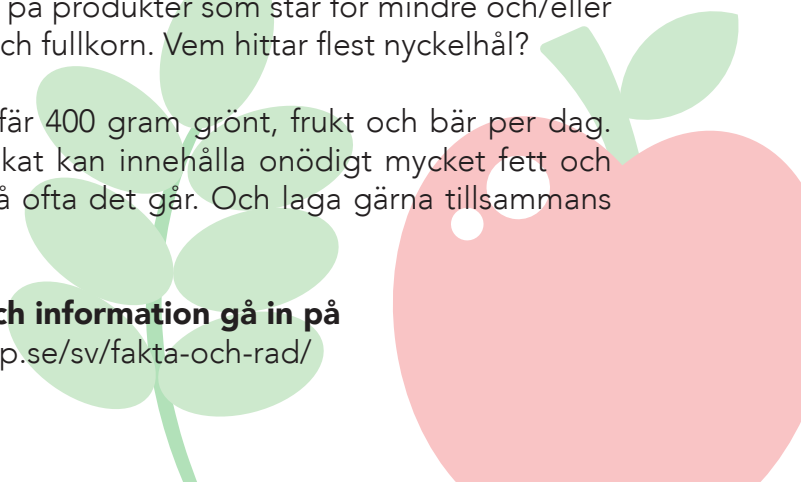 på produkter som står för mindre och/eller
ch fullkorn. Vem hittar flest nyckelhål?
fär 400 gram grönt, frukt och bär per dag.
kat kan innehålla onödigt mycket fett och
å ofta det går. Och laga gärna tillsammans
ch information gå in på
p.se/sv/fakta-och-rad/